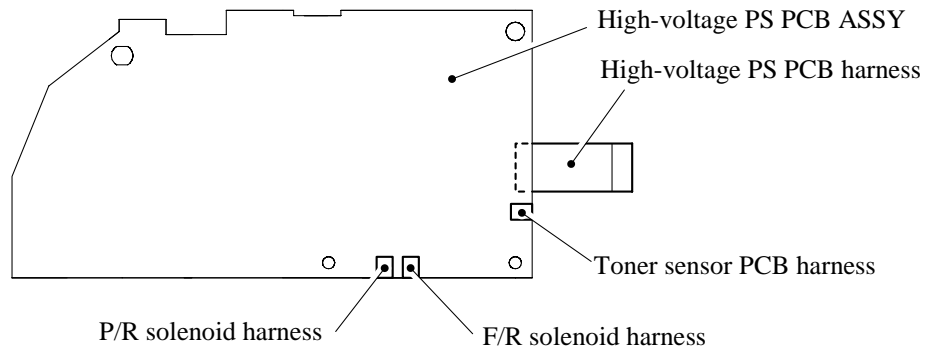 High-voltage PS PCB ASSY
High-voltage PS PCB harness
Toner sensor PCB harness
P/R solenoid harness
F/R solenoid harness